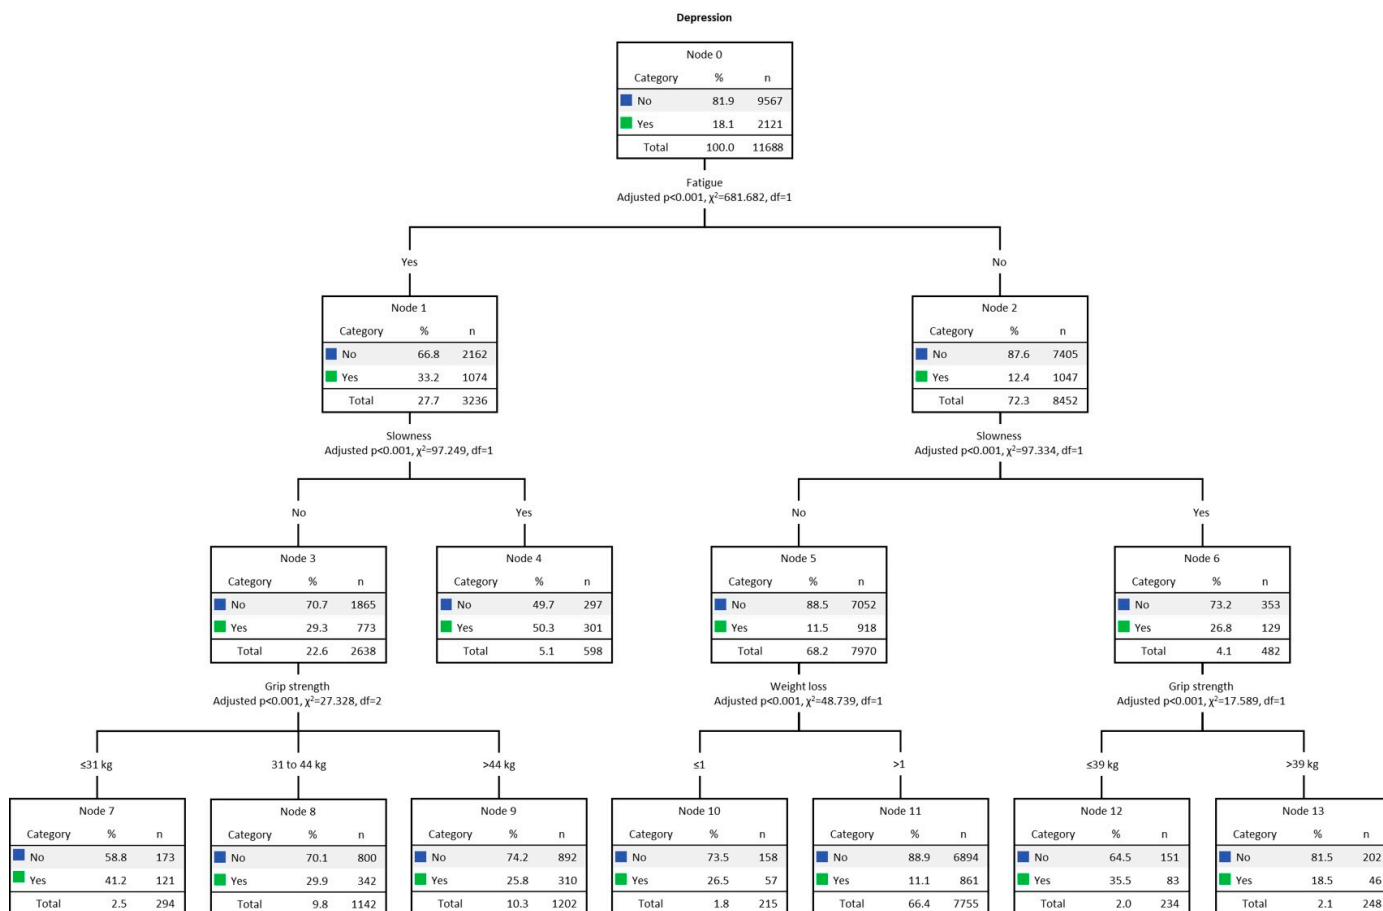 Depression
Node 0
Category % n
No 81.9 9567
Yes 18.1 2121
Total 100.0 11688
Fatigue
Adjusted p<0.001, χ²=681.682, df=1
Yes
No
Node 1
Category % n
No 66.8 2162
Yes 33.2 1074
Total 27.7 3236
Node 2
Category % n
No 87.6 7405
Yes 12.4 1047
Total 72.3 8452
Slowness
Adjusted p<0.001, χ²=97.249, df=1
Slowness
Adjusted p<0.001, χ²=97.334, df=1
No
Yes
No
Yes
Node 3
Category % n
No 70.7 1865
Yes 29.3 773
Total 22.6 2638
Node 4
Category % n
No 49.7 297
Yes 50.3 301
Total 5.1 598
Node 5
Category % n
No 88.5 7052
Yes 11.5 918
Total 68.2 7970
Node 6
Category % n
No 73.2 353
Yes 26.8 129
Total 4.1 482
Grip strength
Adjusted p<0.001, χ²=27.328, df=2
Weight loss
Adjusted p<0.001, χ²=48.739, df=1
Grip strength
Adjusted p<0.001, χ²=17.589, df=1
≤31 kg
31 to 44 kg
>44 kg
≤1
>1
≤39 kg
>39 kg
Node 7
Category % n
No 58.8 173
Yes 41.2 121
Total 2.5 294
Node 8
Category % n
No 70.1 800
Yes 29.9 342
Total 9.8 1142
Node 9
Category % n
No 74.2 892
Yes 25.8 310
Total 10.3 1202
Node 10
Category % n
No 73.5 158
Yes 26.5 57
Total 1.8 215
Node 11
Category % n
No 88.9 6894
Yes 11.1 861
Total 66.4 7755
Node 12
Category % n
No 64.5 151
Yes 35.5 83
Total 2.0 234
Node 13
Category % n
No 81.5 202
Yes 18.5 46
Total 2.1 248